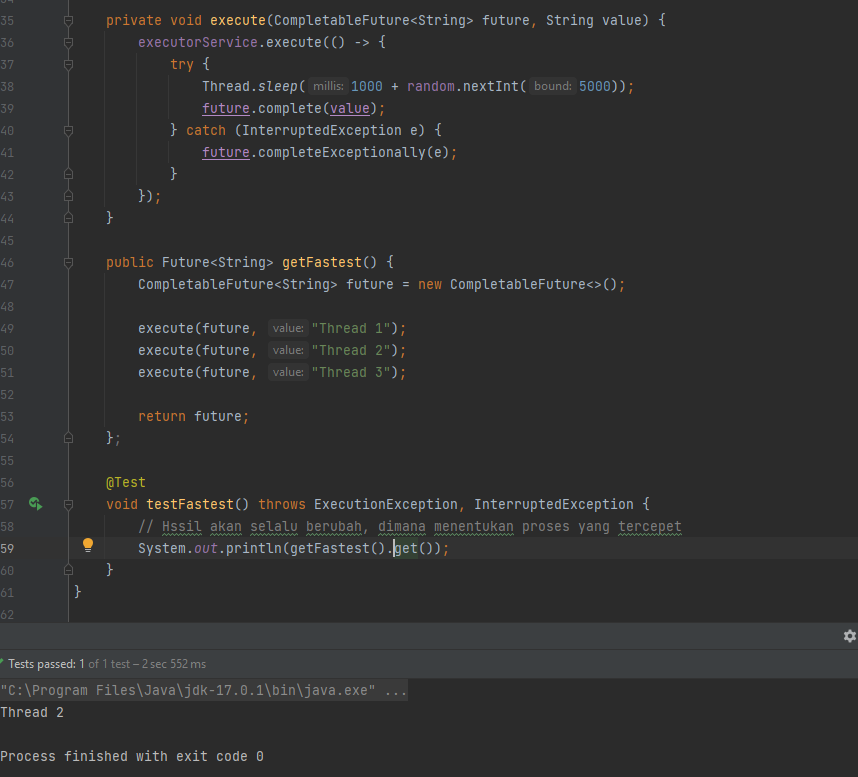 35 private void execute(CompletableFuture<String> future, String value) {
36 executorService.execute(() -> {
37 try {
38 Thread.sleep( millis: 1000 + random.nextInt( bound: 5000));
39 future.complete(value);
40 } catch (InterruptedException e) {
41 future.completeExceptionally(e);
42 }
43 });
44 }
45
46 public Future<String> getFastest() {
47 CompletableFuture<String> future = new CompletableFuture<>();
48
49 execute(future, value: "Thread 1");
50 execute(future, value: "Thread 2");
51 execute(future, value: "Thread 3");
52
53 return future;
54 };
55
56 @Test
57 void testFastest() throws ExecutionException, InterruptedException {
58 // Hssil akan selalu berubah, dimana menentukan proses yang tercepet
59 System.out.println(getFastest().get());
60 }
61 }
62
Tests passed: 1 of 1 test – 2 sec 552 ms
"C:\Program Files\Java\jdk-17.0.1\bin\java.exe" ...
Thread 2
Process finished with exit code 0